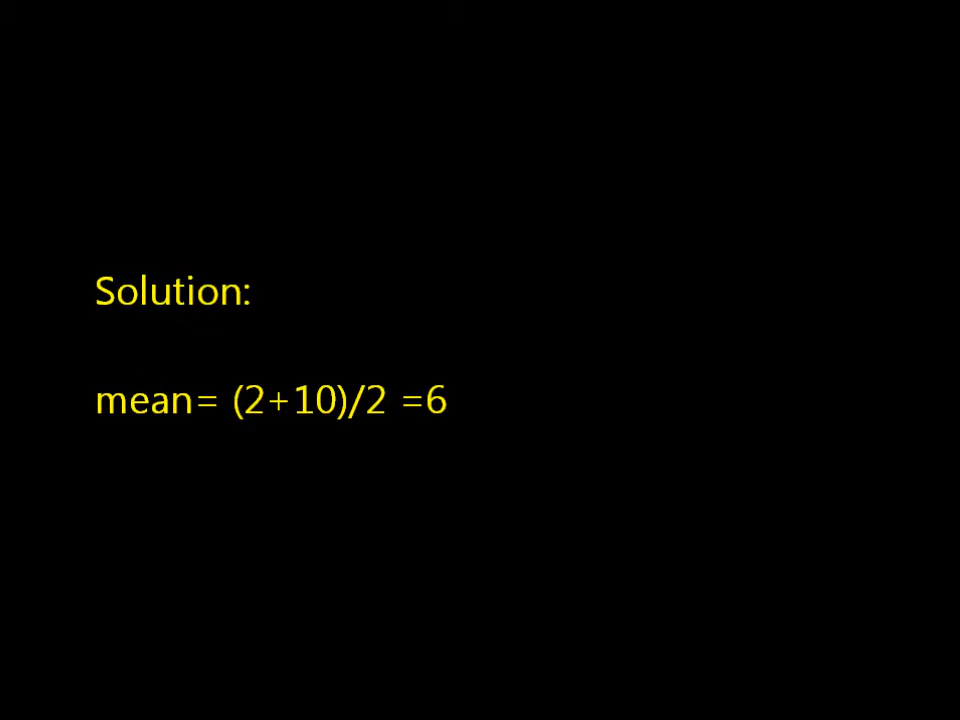 Solution:
mean= (2+10)/2 =6